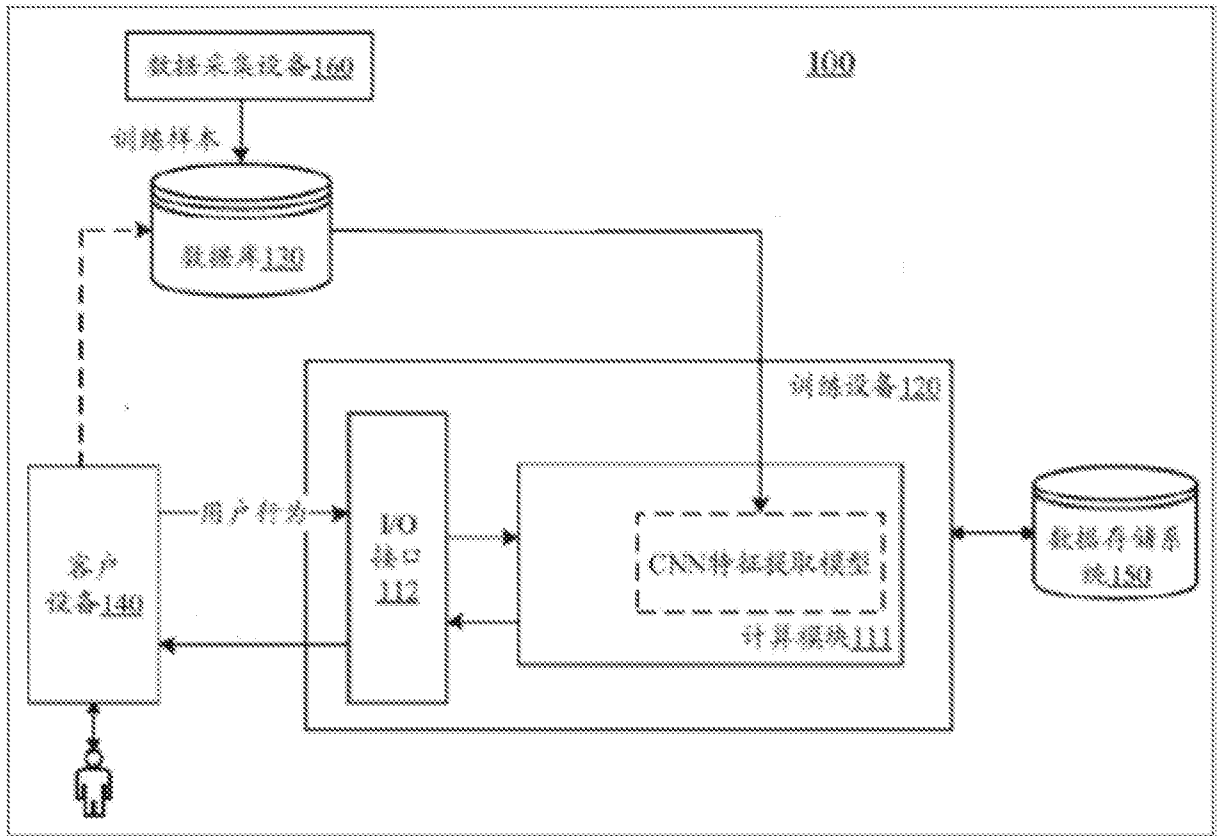 数据采集设备160
100
训练样本
数据库130
训练设备120
用户行为
I/O
接口
112
CNN特征提取模型
计算模块111
客户
设备140
数据存储系
统150